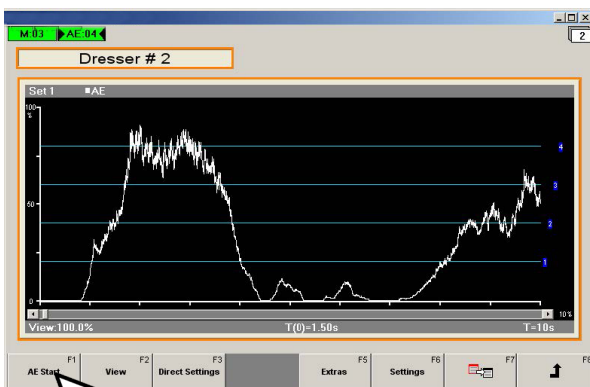 M:03 AE:04
2
Dresser # 2
Set 1 AE
100
%
4
3
50
2
1
0
10%
View:100.0% T(0)=1.50s T=10s
F1 F2 F3 F5 F6 F7 F8
AE Start View Direct Settings Extras Settings